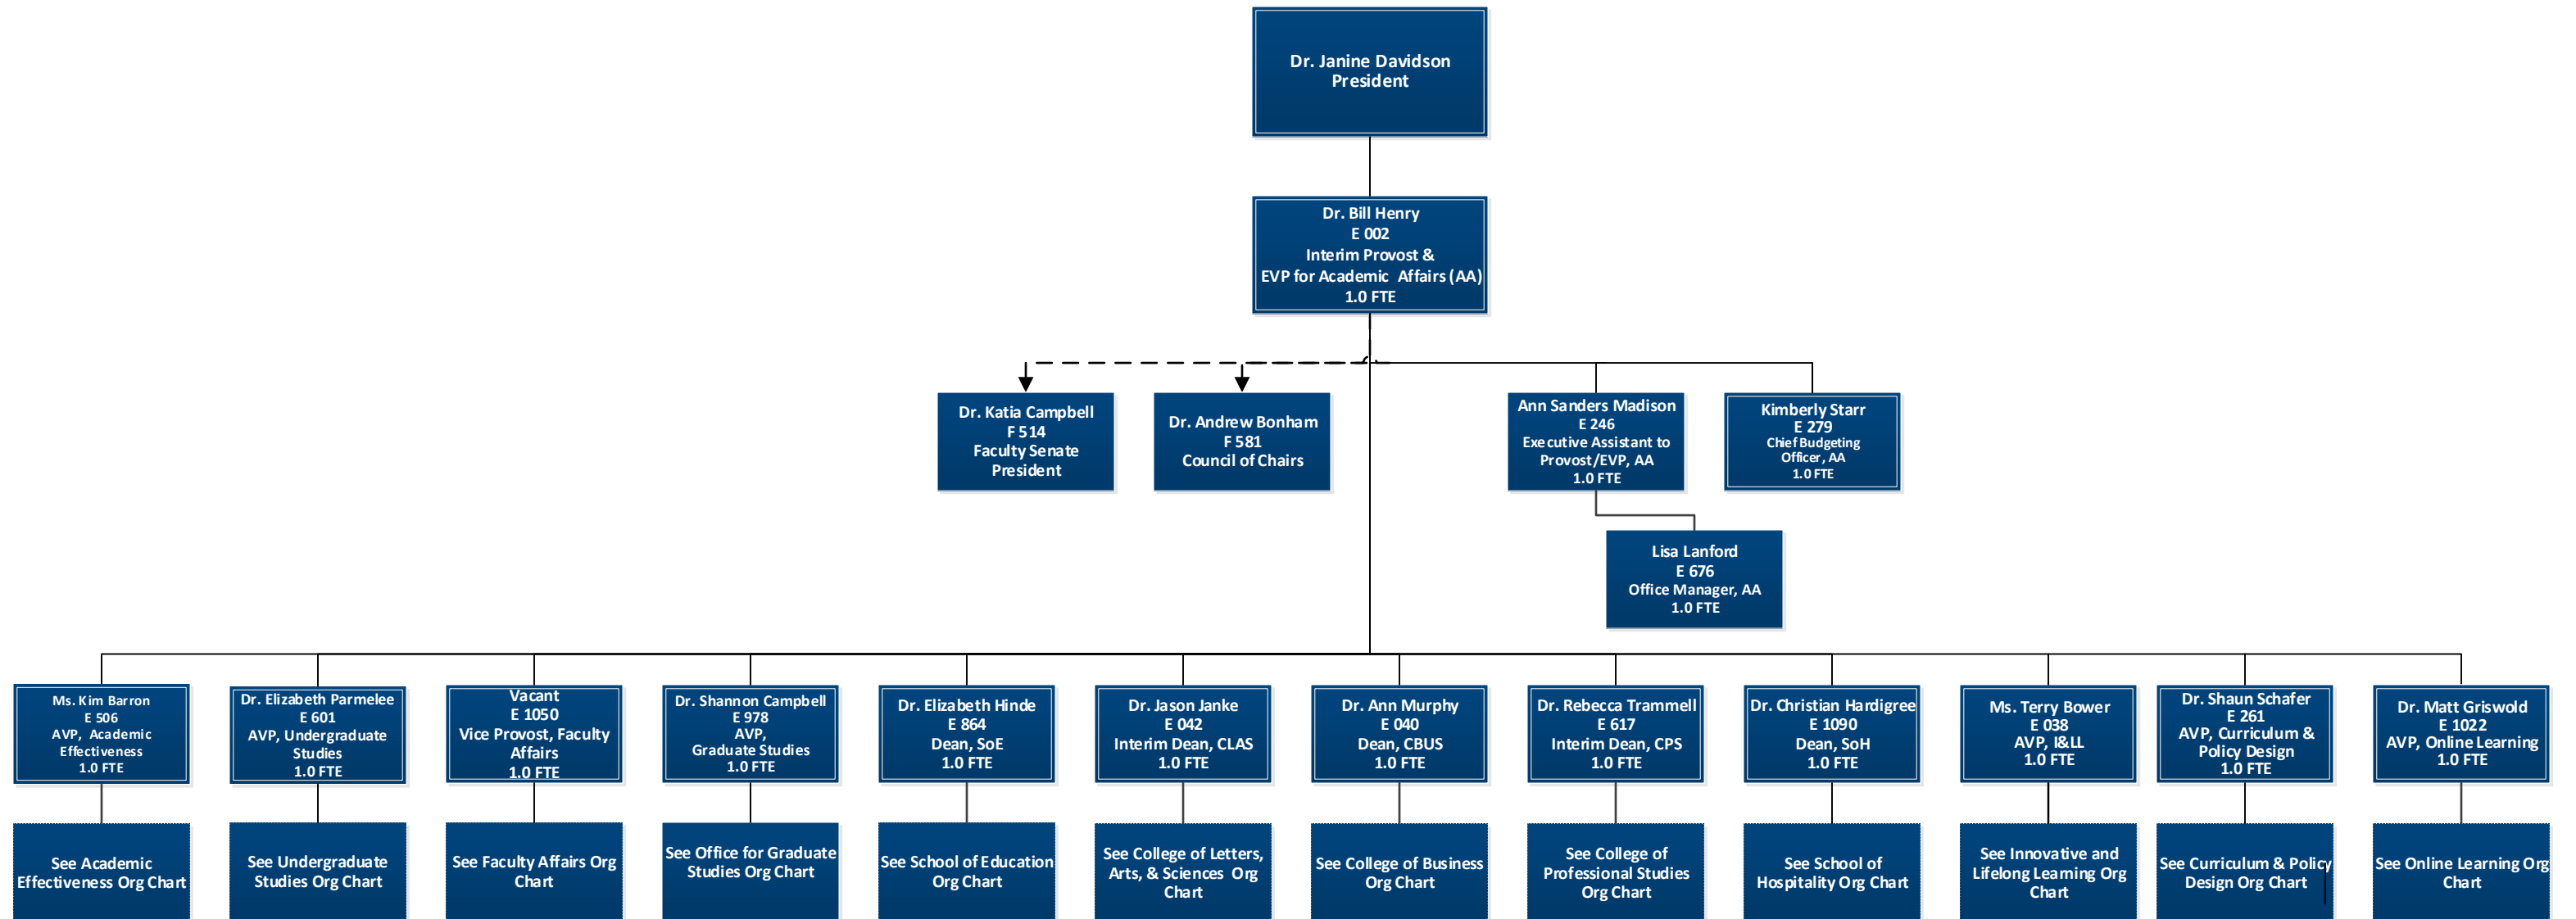 Dr. Janine Davidson
President
Dr. Bill Henry
E 002
Interim Provost &
EVP for Academic Affairs (AA)
1.0 FTE
Dr. Katia Campbell
F 514
Faculty Senate
President
Dr. Andrew Bonham
F 581
Council of Chairs
Ann Sanders Madison
E 246
Executive Assistant to
Provost/EVP, AA
1.0 FTE
Kimberly Starr
E 279
Chief Budgeting
Officer, AA
1.0 FTE
Lisa Lanford
E 676
Office Manager, AA
1.0 FTE
Ms. Kim Barron
E 506
AVP, Academic
Effectiveness
1.0 FTE
Dr. Elizabeth Parmelee
E 601
AVP, Undergraduate
Studies
1.0 FTE
Vacant
E 1050
Vice Provost, Faculty
Affairs
1.0 FTE
Dr. Shannon Campbell
E 978
AVP,
Graduate Studies
1.0 FTE
Dr. Elizabeth Hinde
E 864
Dean, SoE
1.0 FTE
Dr. Jason Janke
E 042
Interim Dean, CLAS
1.0 FTE
Dr. Ann Murphy
E 040
Dean, CBUS
1.0 FTE
Dr. Rebecca Trammell
E 617
Interim Dean, CPS
1.0 FTE
Dr. Christian Hardigree
E 1090
Dean, SoH
1.0 FTE
Ms. Terry Bower
E 038
AVP, I&LL
1.0 FTE
Dr. Shaun Schafer
E 261
AVP, Curriculum &
Policy Design
1.0 FTE
Dr. Matt Griswold
E 1022
AVP, Online Learning
1.0 FTE
See Academic
Effectiveness Org Chart
See Undergraduate
Studies Org Chart
See Faculty Affairs Org
Chart
See Office for Graduate
Studies Org Chart
See School of Education
Org Chart
See College of Letters,
Arts, & Sciences Org
Chart
See College of Business
Org Chart
See College of
Professional Studies
Org Chart
See School of
Hospitality Org Chart
See Innovative and
Lifelong Learning Org
Chart
See Curriculum & Policy
Design Org Chart
See Online Learning Org
Chart